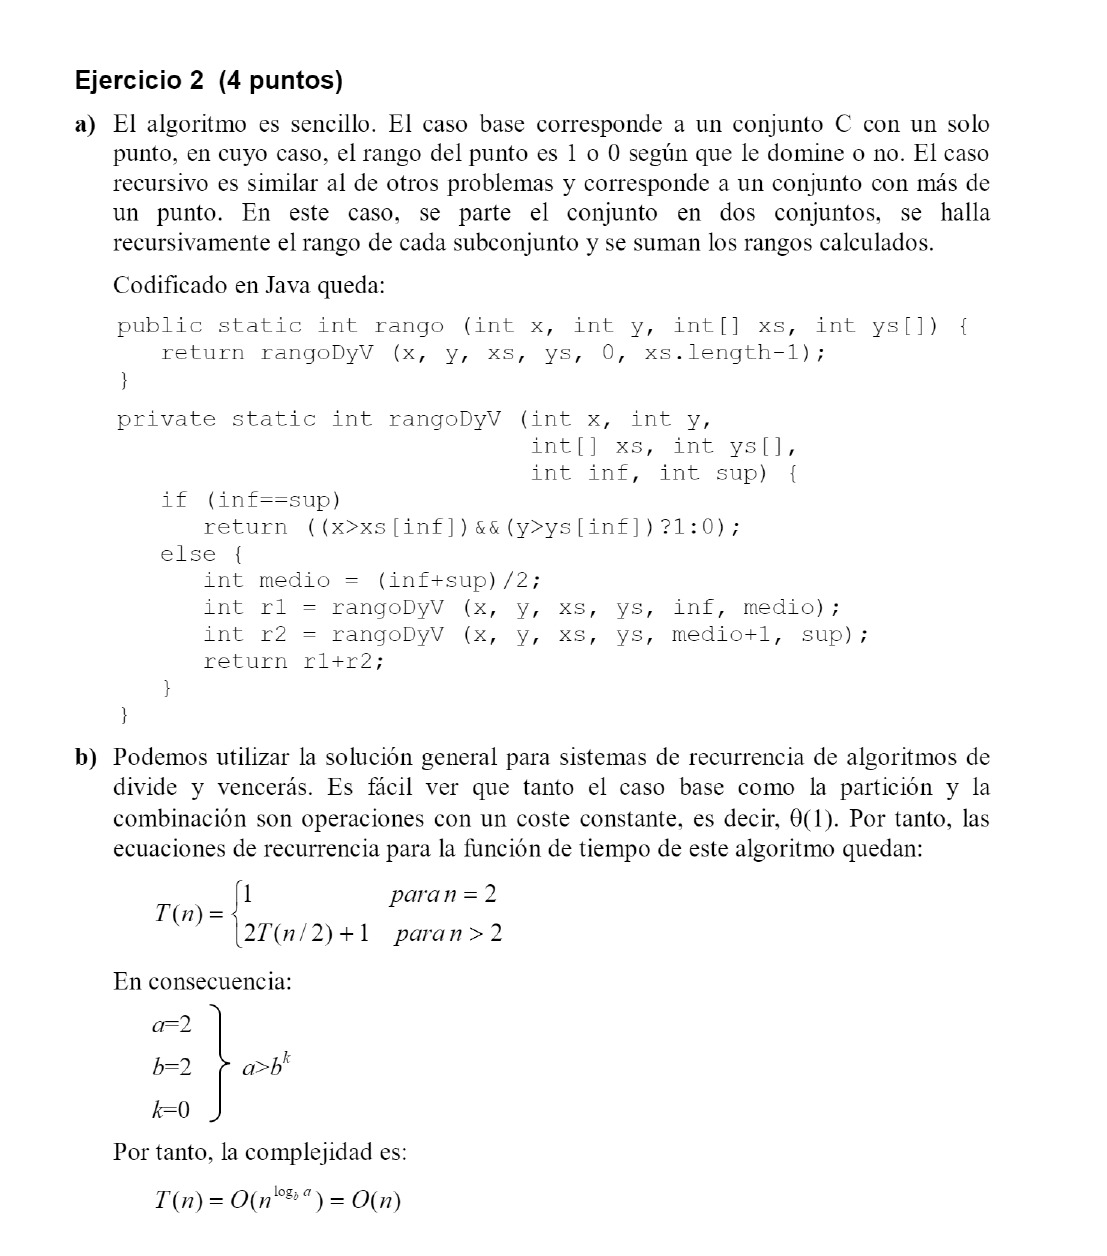 Ejercicio 2 (4 puntos)
a) El algoritmo es sencillo. El caso base corresponde a un conjunto C con un solo
punto, en cuyo caso, el rango del punto es 1 o 0 según que le domine o no. El caso
recursivo es similar al de otros problemas y corresponde a un conjunto con más de
un punto. En este caso, se parte el conjunto en dos conjuntos, se halla
recursivamente el rango de cada subconjunto y se suman los rangos calculados.
Codificado en Java queda:
public static int rango (int x, int y, int[] xs, int ys[]) {
return rangoDyV (x, y, xs, ys, 0, xs.length-1);
}
private static int rangoDyV (int x, int y,
int[] xs, int ys[],
int inf, int sup) {
if (inf==sup)
return ((x>xs[inf])&&(y>ys[inf])?1:0);
else {
int medio = (inf+sup)/2;
int r1 = rangoDyV (x, y, xs, ys, inf, medio);
int r2 = rangoDyV (x, y, xs, ys, medio+1, sup);
return r1+r2;
}
}
b) Podemos utilizar la solución general para sistemas de recurrencia de algoritmos de
divide y vencerás. Es fácil ver que tanto el caso base como la partición y la
combinación son operaciones con un coste constante, es decir, θ(1). Por tanto, las
ecuaciones de recurrencia para la función de tiempo de este algoritmo quedan:
T(n) = { 1 para n = 2
2T(n/2)+1 para n > 2
En consecuencia:
a=2
b=2 } a>b^k
k=0
Por tanto, la complejidad es:
T(n) = O(n^{log_b a}) = O(n)